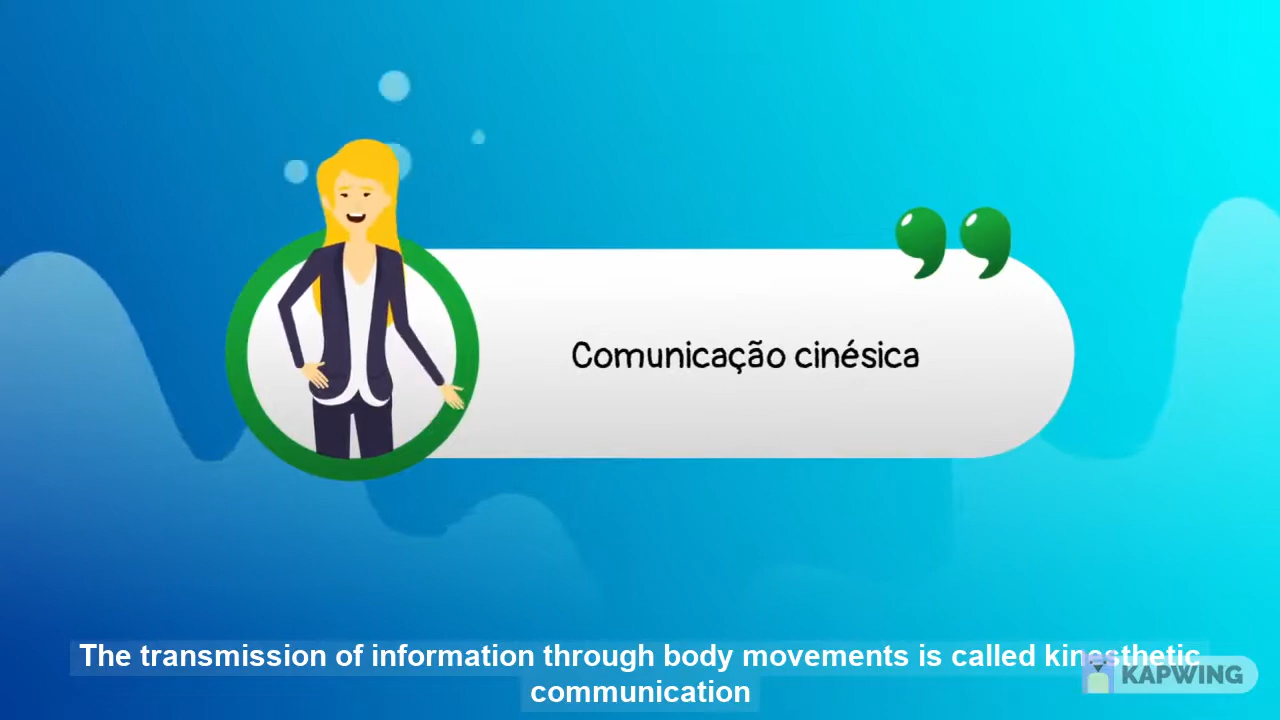 Comunicação cinésica
The transmission of information through body movements is called kinesthetic
communication
KAPWING